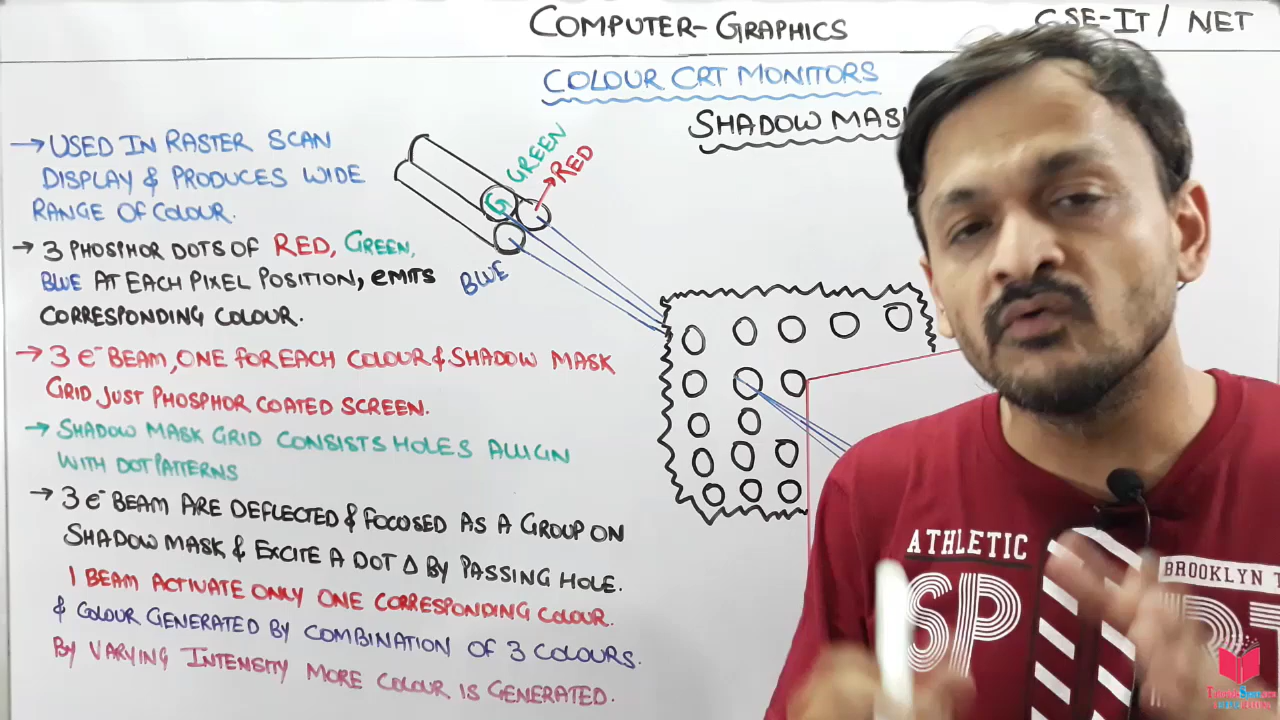 COMPUTER-GRAPHICS
CSE-IT / NET
COLOUR CRT MONITORS
SHADOW MASK
→ USED IN RASTER SCAN
DISPLAY & PRODUCES WIDE
RANGE OF COLOUR.
→ 3 PHOSPHOR DOTS OF RED, GREEN,
BLUE AT EACH PIXEL POSITION, EMITS
CORRESPONDING COLOUR.
→ 3 e⁻ BEAM, ONE FOR EACH COLOUR & SHADOW MASK
GRID JUST PHOSPHOR COATED SCREEN.
→ SHADOW MASK GRID CONSISTS HOLES ALLIGN
WITH DOT PATTERNS
→ 3 e⁻ BEAM ARE DEFLECTED & FOCUSED AS A GROUP ON
SHADOW MASK & EXCITE A DOT Δ BY PASSING HOLE.
1 BEAM ACTIVATE ONLY ONE CORRESPONDING COLOUR.
& COLOUR GENERATED BY COMBINATION OF 3 COLOURS.
BY VARYING INTENSITY MORE COLOUR IS GENERATED.
G
GREEN
RED
BLUE
ATHLETIC
SP
BROOKLYN